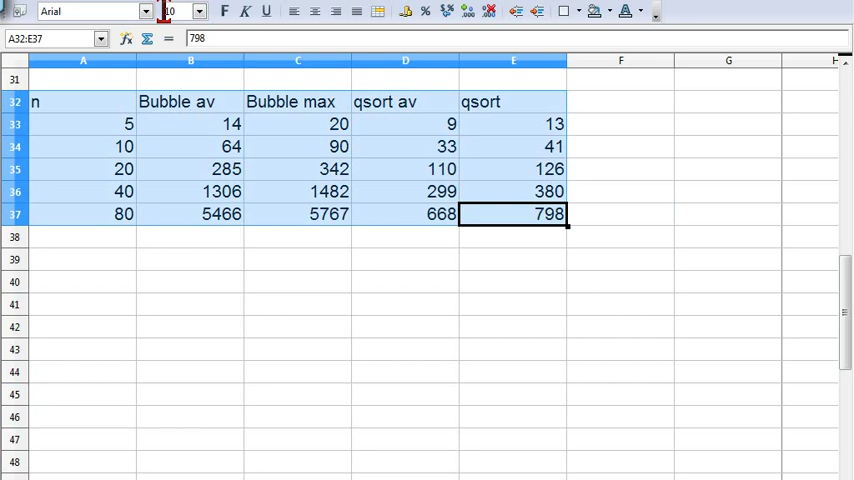 Arial 10 F K U
A32:E37 798
A B C D E F G H
31
32 n Bubble av Bubble max qsort av qsort
33 5 14 20 9 13
34 10 64 90 33 41
35 20 285 342 110 126
36 40 1306 1482 299 380
37 80 5466 5767 668 798
38
39
40
41
42
43
44
45
46
47
48